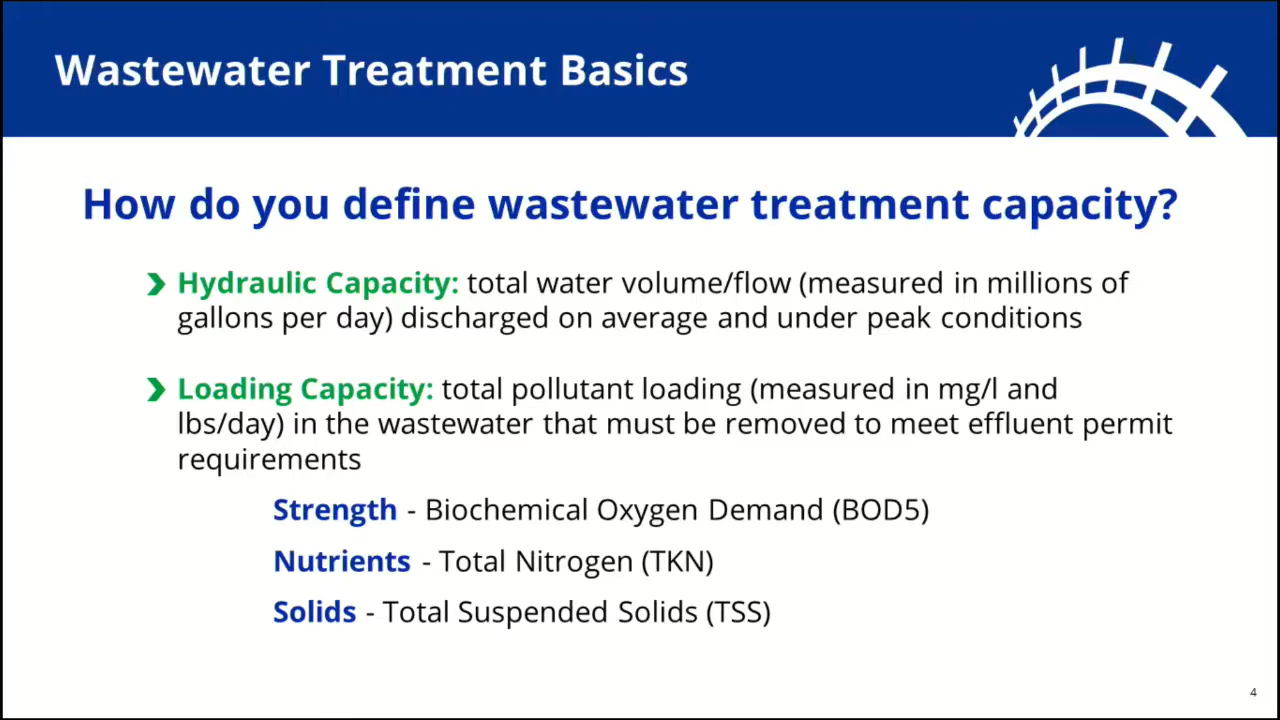 Wastewater Treatment Basics
How do you define wastewater treatment capacity?
Hydraulic Capacity: total water volume/flow (measured in millions of
gallons per day) discharged on average and under peak conditions
Loading Capacity: total pollutant loading (measured in mg/l and
lbs/day) in the wastewater that must be removed to meet effluent permit
requirements
Strength - Biochemical Oxygen Demand (BOD5)
Nutrients - Total Nitrogen (TKN)
Solids - Total Suspended Solids (TSS)
4